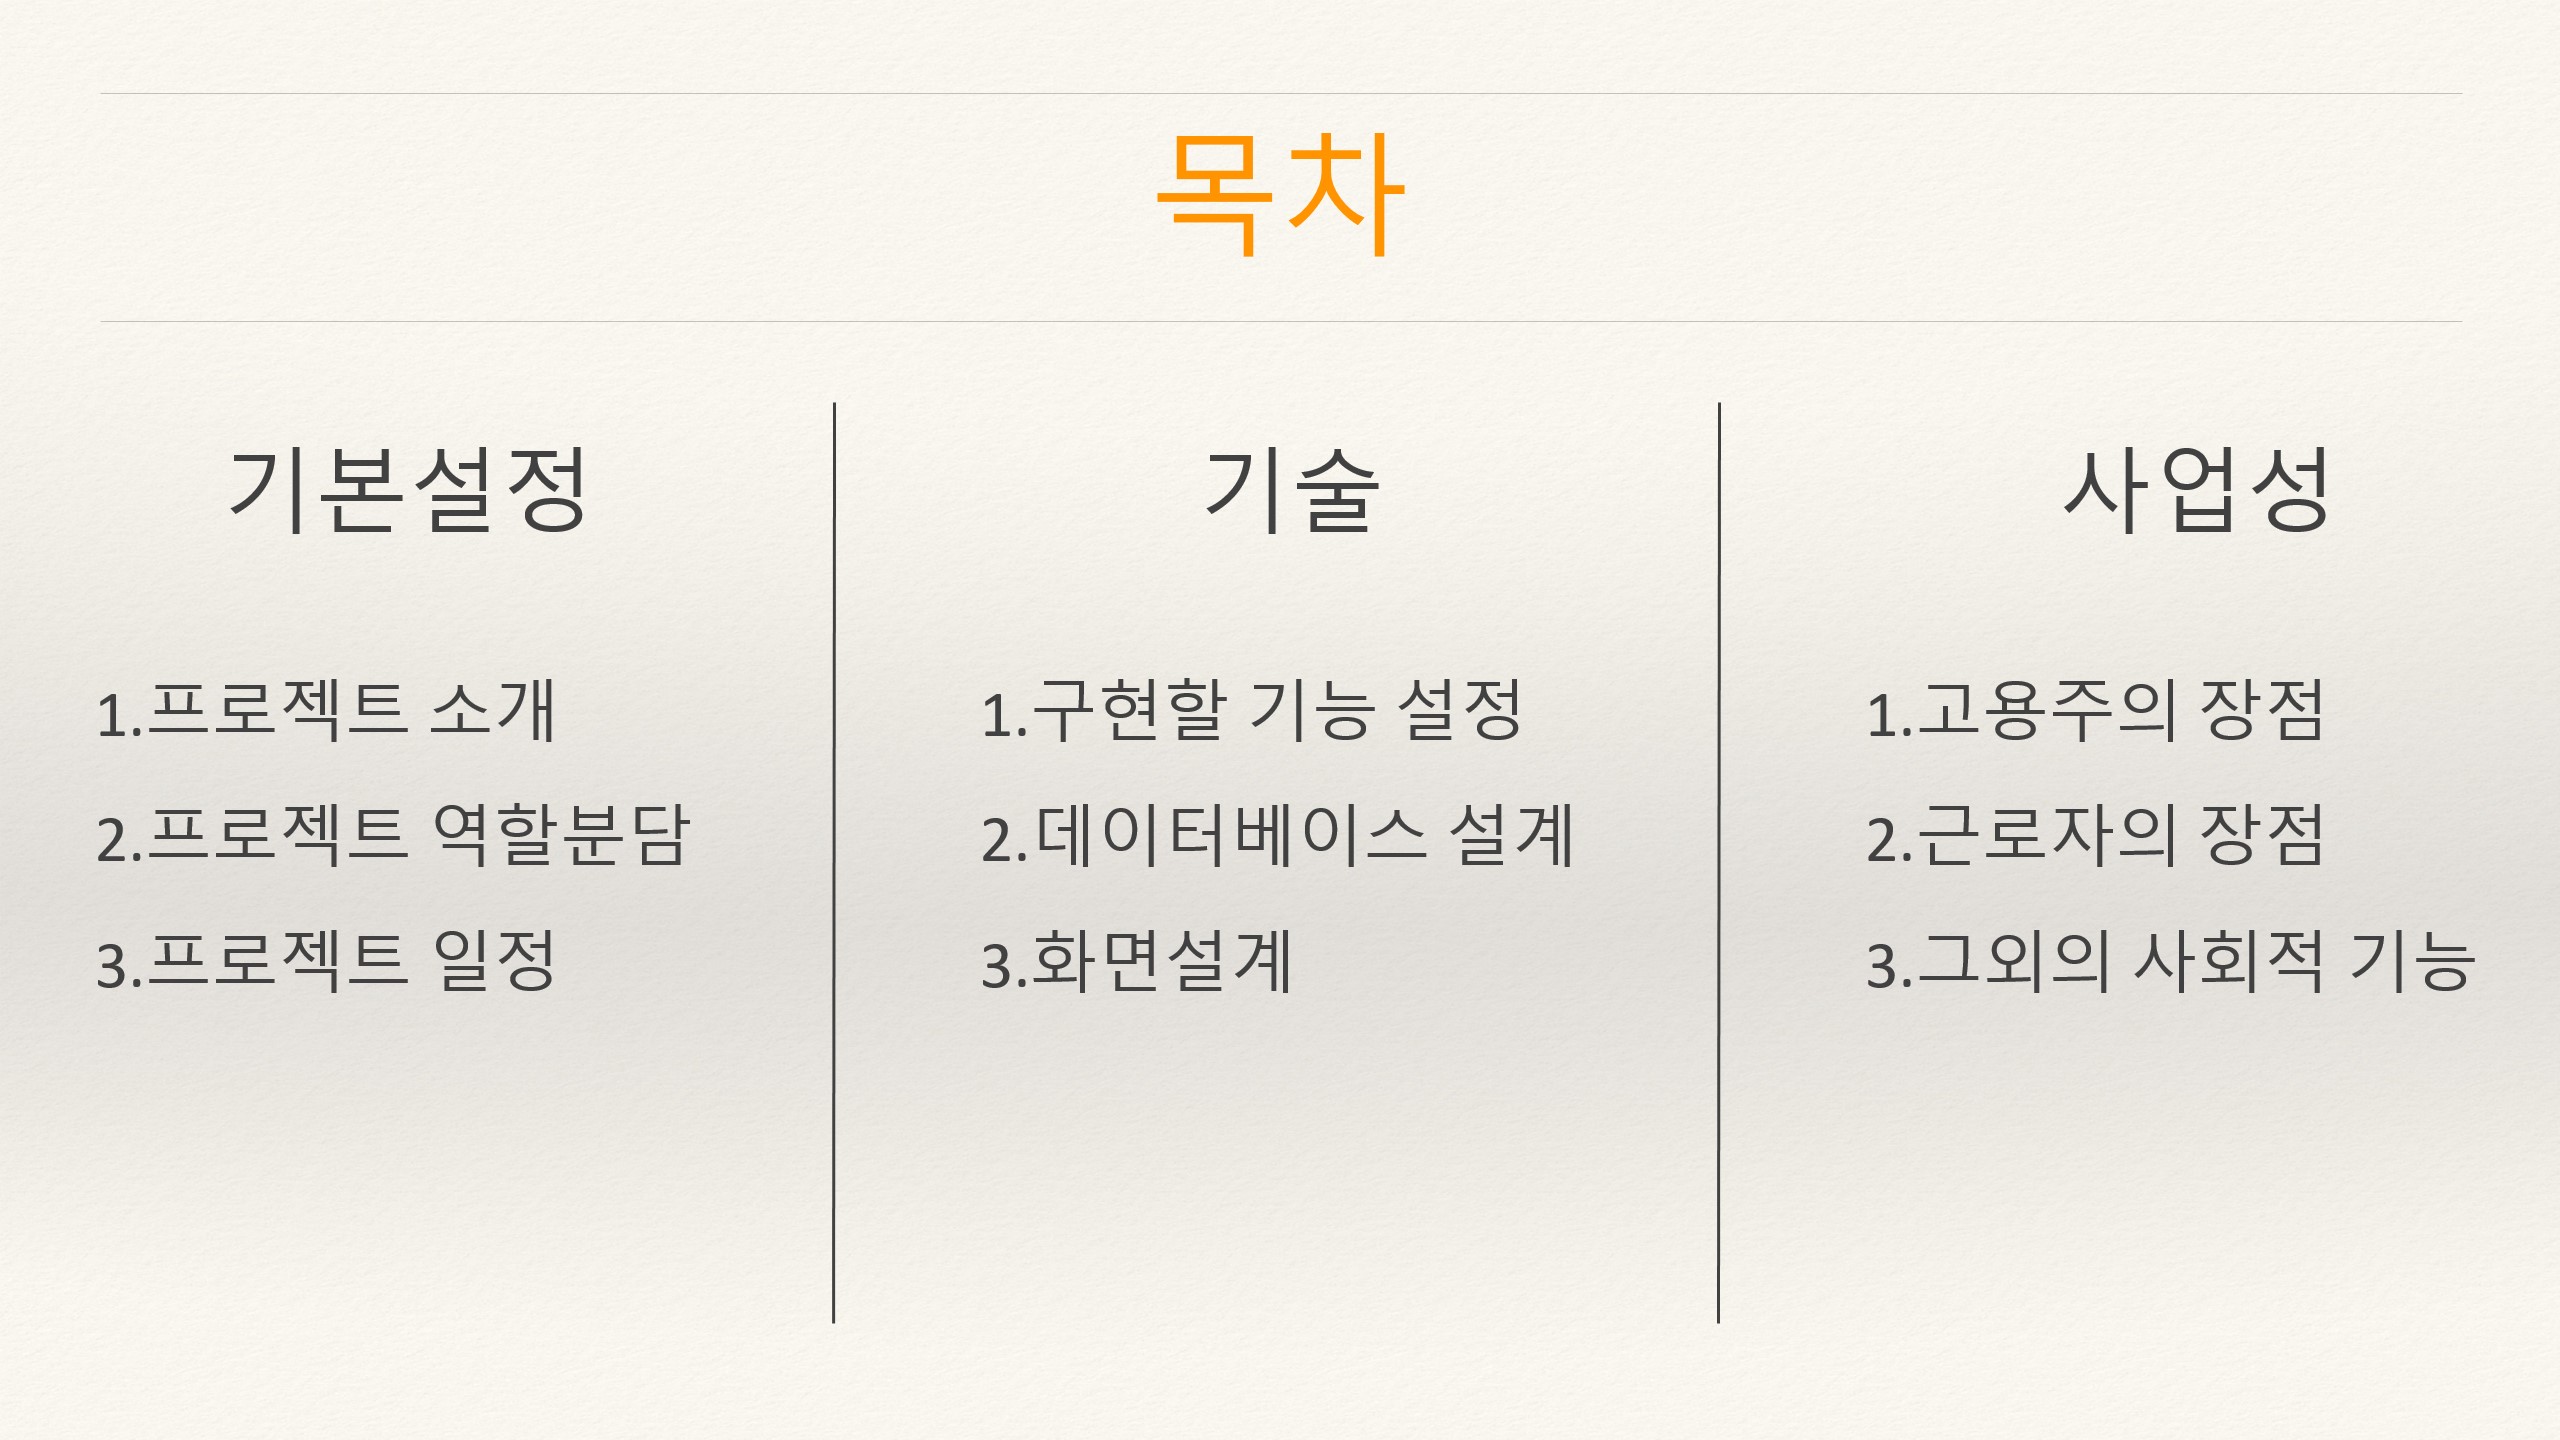 목차
기본설정
1.프로젝트 소개
2.프로젝트 역할분담
3.프로젝트 일정
기술
1.구현할 기능 설정
2.데이터베이스 설계
3.화면설계
사업성
1.고용주의 장점
2.근로자의 장점
3.그외의 사회적 기능